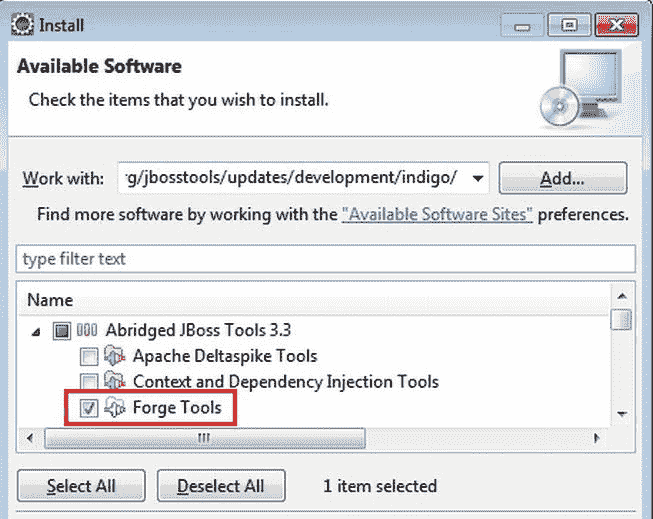 Install
Available Software
Check the items that you wish to install.
Work with: g/jbosstools/updates/development/indigo/ Add...
Find more software by working with the "Available Software Sites" preferences.
type filter text
Name
Abridged JBoss Tools 3.3
Apache Deltaspike Tools
Context and Dependency Injection Tools
Forge Tools
Select All Deselect All 1 item selected